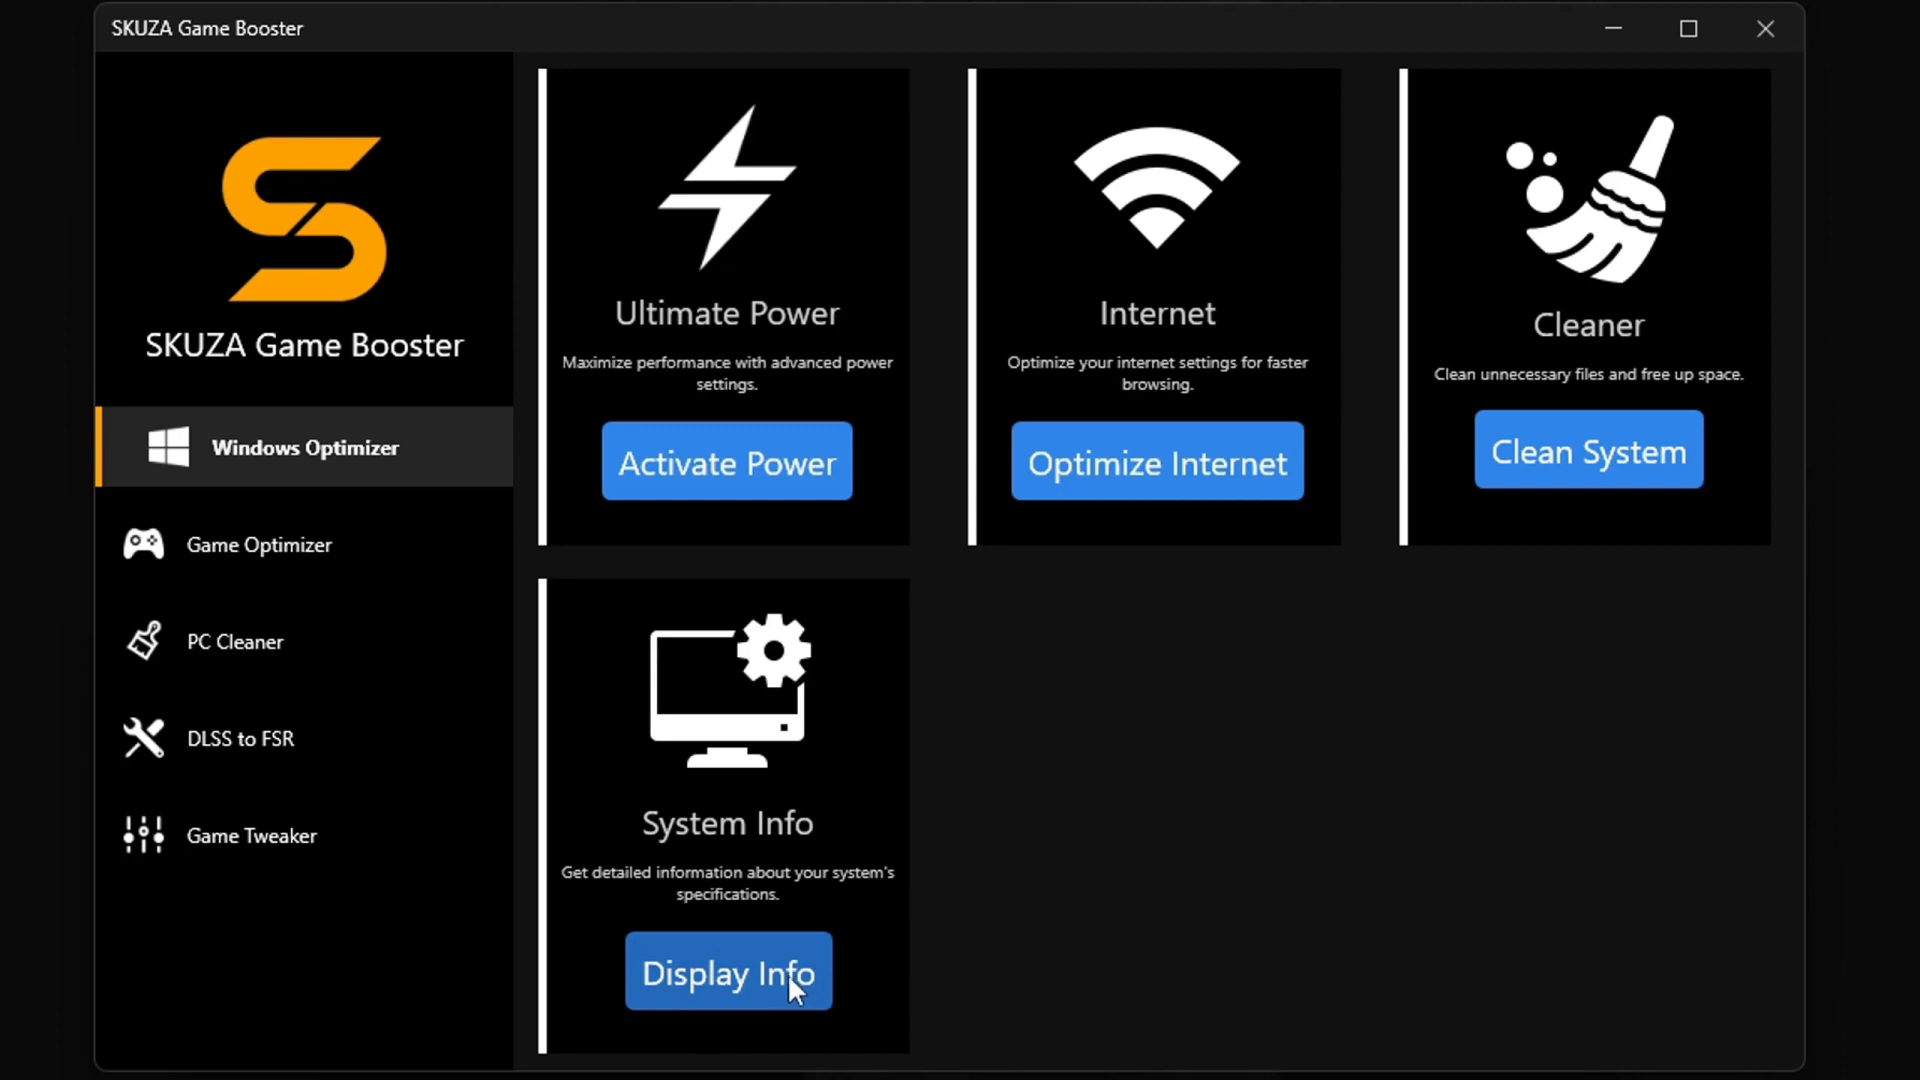 SKUZA Game Booster
SKUZA Game Booster
Windows Optimizer
Game Optimizer
PC Cleaner
DLSS to FSR
Game Tweaker
Ultimate Power
Maximize performance with advanced power
settings.
Activate Power
Internet
Optimize your internet settings for faster
browsing.
Optimize Internet
Cleaner
Clean unnecessary files and free up space.
Clean System
System Info
Get detailed information about your system's
specifications.
Display Info